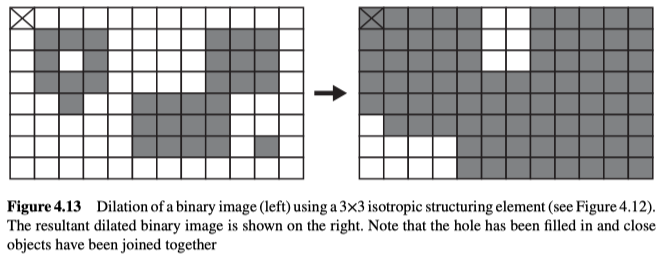 Figure 4.13 Dilation of a binary image (left) using a 3×3 isotropic structuring element (see Figure 4.12).
The resultant dilated binary image is shown on the right. Note that the hole has been filled in and close
objects have been joined together